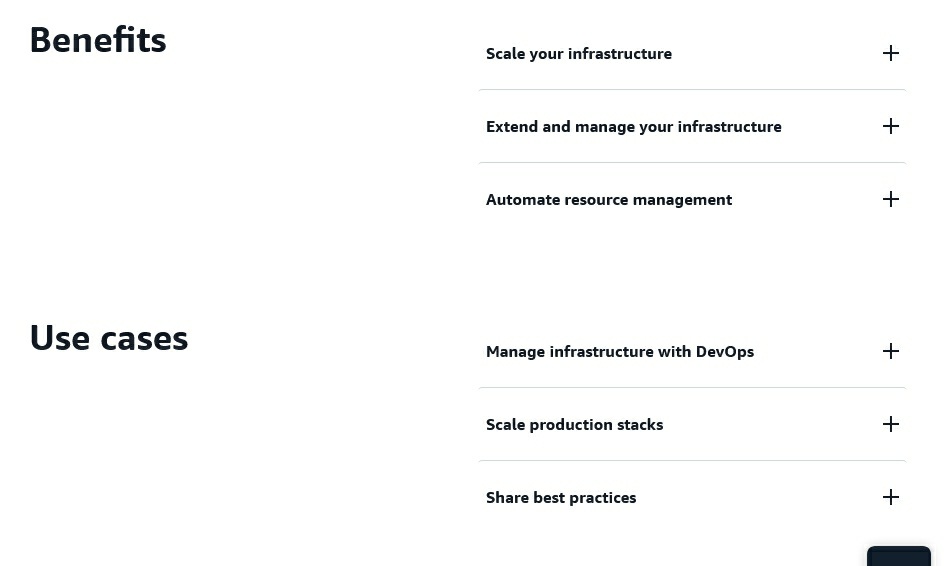 Benefits
Scale your infrastructure
Extend and manage your infrastructure
Automate resource management
Use cases
Manage infrastructure with DevOps
Scale production stacks
Share best practices